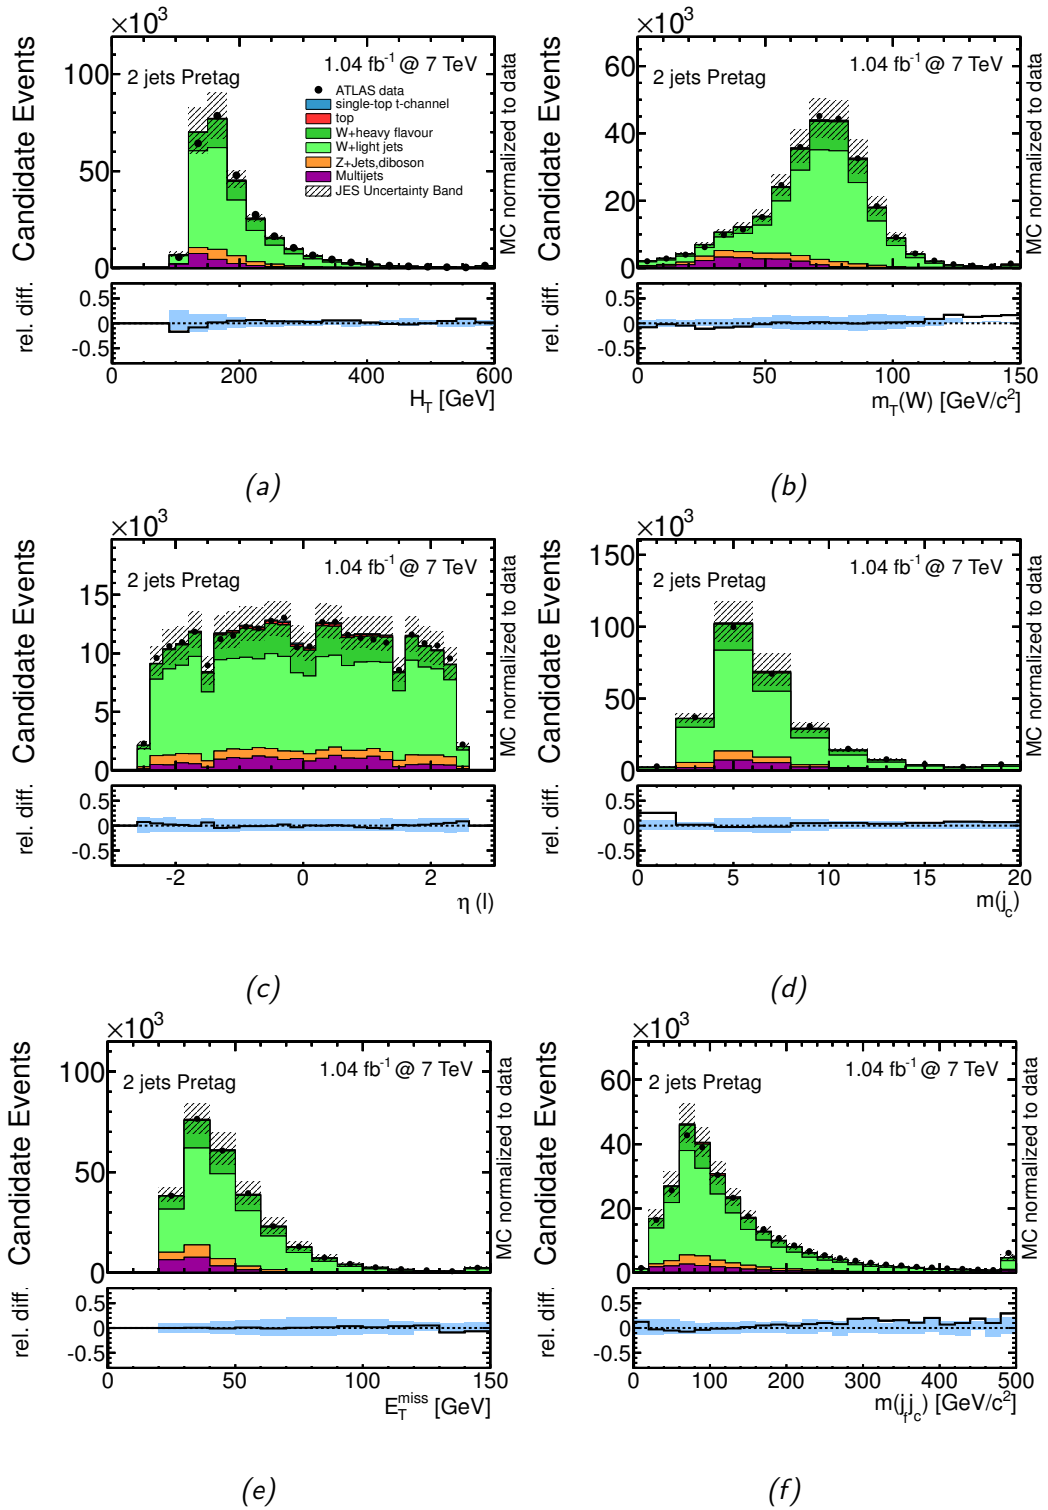 ×10³ ×10³
Candidate Events
2 jets Pretag
1.04 fb⁻¹ @ 7 TeV
ATLAS data
single-top t-channel
top
W+heavy flavour
W+light jets
Z+Jets,diboson
Multijets
JES Uncertainty Band
MC normalized to data
100
50
0
rel. diff.
0.5
0
-0.5
0 200 400 600
H_T [GeV]
(a)
Candidate Events
2 jets Pretag
1.04 fb⁻¹ @ 7 TeV
MC normalized to data
60
40
20
0
rel. diff.
0.5
0
-0.5
0 50 100 150
m_T(W) [GeV/c²]
(b)
×10³
Candidate Events
2 jets Pretag
1.04 fb⁻¹ @ 7 TeV
MC normalized to data
15
10
5
0
rel. diff.
0.5
0
-0.5
-2 0 2
η (l)
(c)
×10³
Candidate Events
2 jets Pretag
1.04 fb⁻¹ @ 7 TeV
MC normalized to data
150
100
50
0
rel. diff.
0.5
0
-0.5
0 5 10 15 20
m(j_c)
(d)
×10³
Candidate Events
2 jets Pretag
1.04 fb⁻¹ @ 7 TeV
MC normalized to data
100
50
0
rel. diff.
0.5
0
-0.5
0 50 100 150
E_T^miss [GeV]
(e)
×10³
Candidate Events
2 jets Pretag
1.04 fb⁻¹ @ 7 TeV
MC normalized to data
60
40
20
0
rel. diff.
0.5
0
-0.5
0 100 200 300 400 500
m(j_f j_c) [GeV/c²]
(f)